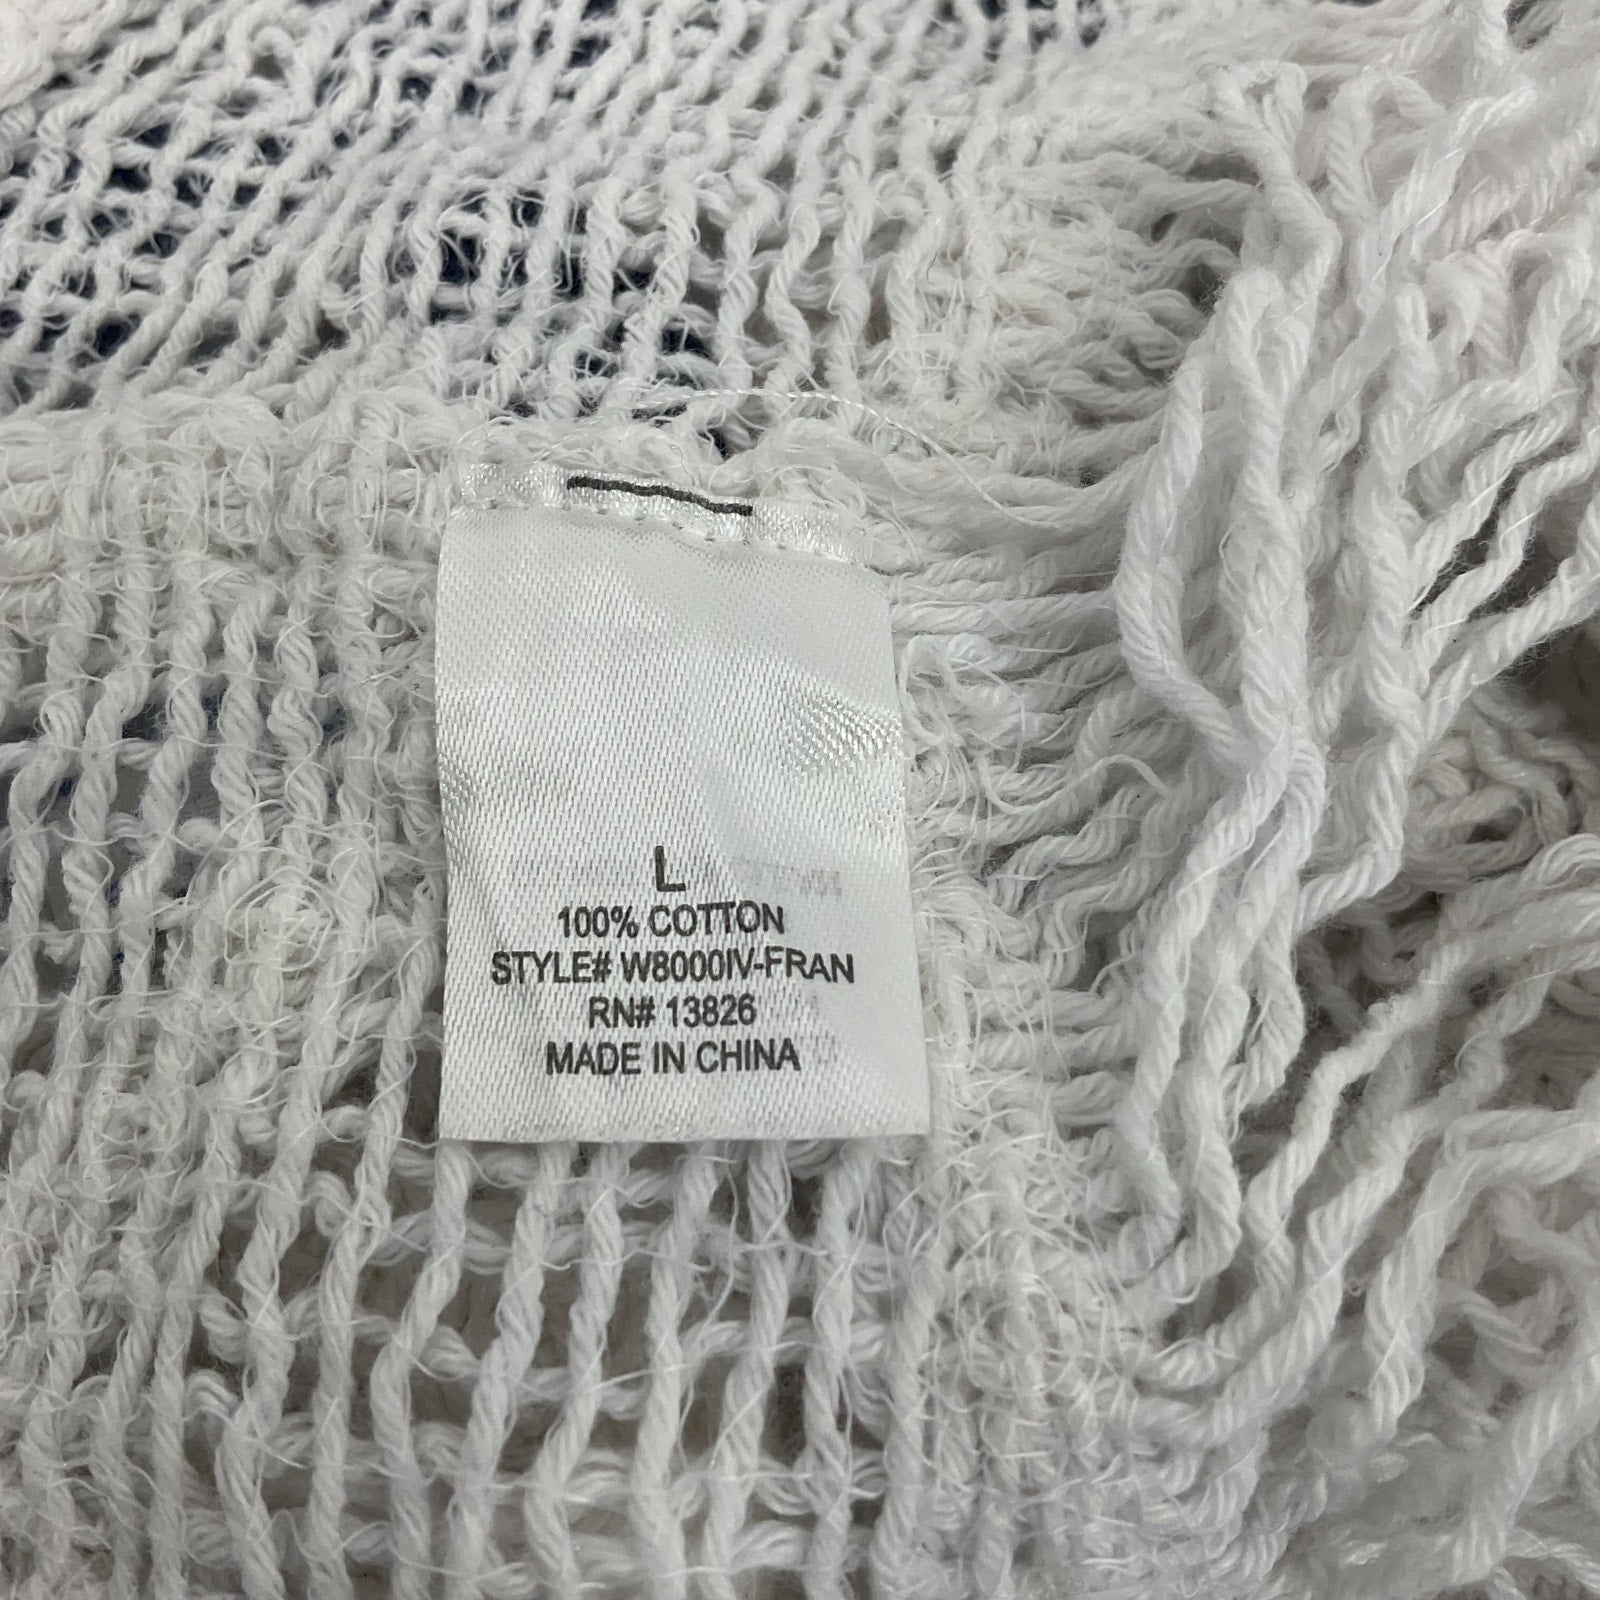 L
100% COTTON
STYLE# W8000IV-FRAN
RN# 13826
MADE IN CHINA